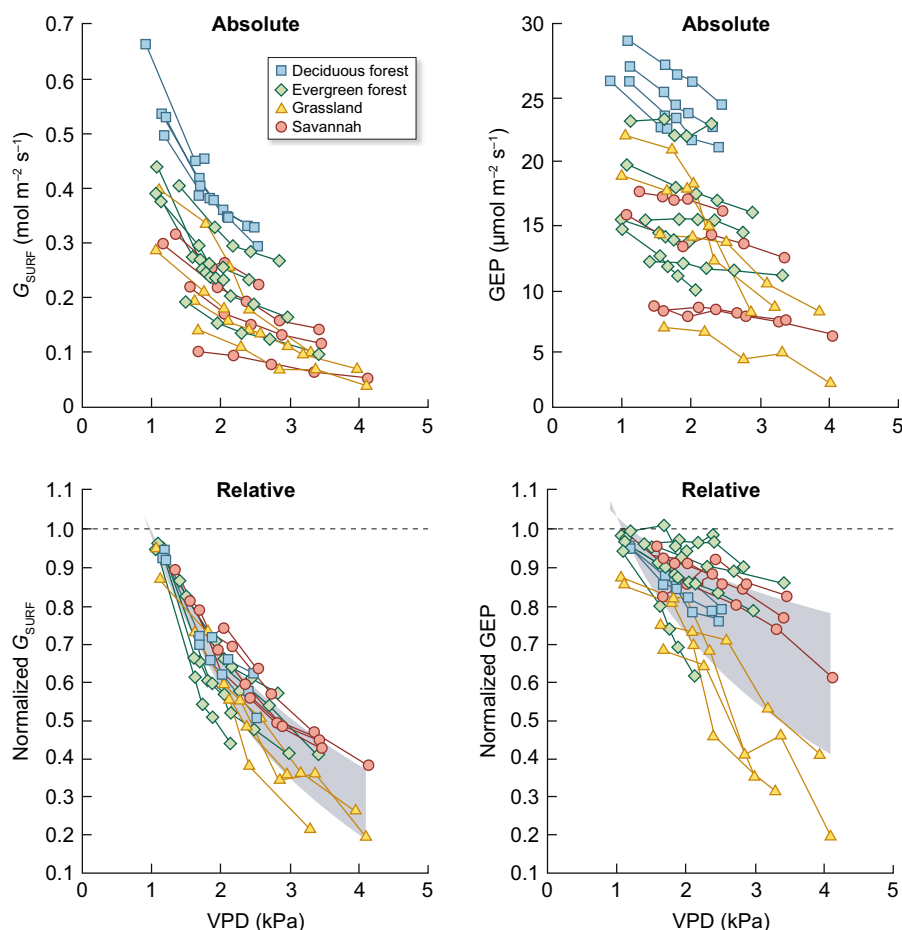 Absolute
0.7
0.6
0.5
0.4
0.3
0.2
0.1
0
G_SURF (mol m⁻² s⁻¹)
Deciduous forest
Evergreen forest
Grassland
Savannah
0 1 2 3 4 5
Absolute
30
25
20
15
10
5
0
GEP (μmol m⁻² s⁻¹)
0 1 2 3 4 5
Relative
1.1
1.0
0.9
0.8
0.7
0.6
0.5
0.4
0.3
0.2
0.1
Normalized G_SURF
0 1 2 3 4 5
VPD (kPa)
Relative
1.1
1.0
0.9
0.8
0.7
0.6
0.5
0.4
0.3
0.2
0.1
Normalized GEP
0 1 2 3 4 5
VPD (kPa)